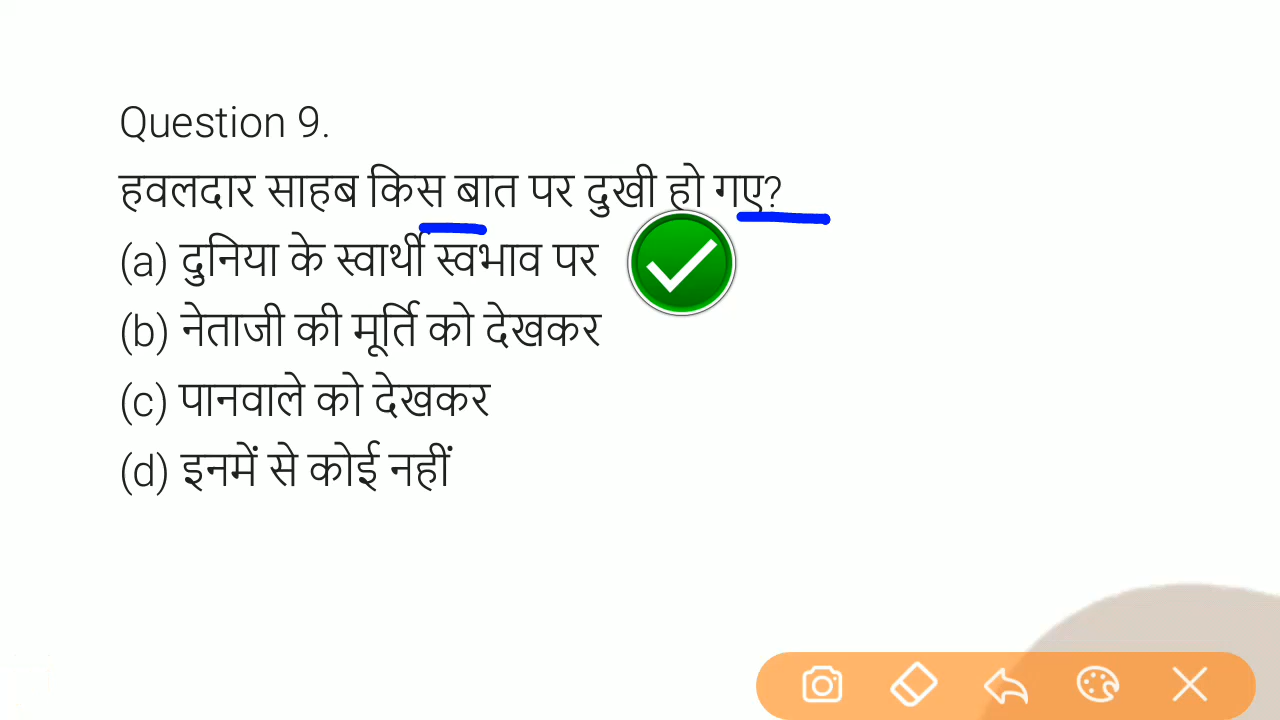 Question 9.
हवलदार साहब किस बात पर दुखी हो गए?
(a) दुनिया के स्वार्थी स्वभाव पर
(b) नेताजी की मूर्ति को देखकर
(c) पानवाले को देखकर
(d) इनमें से कोई नहीं